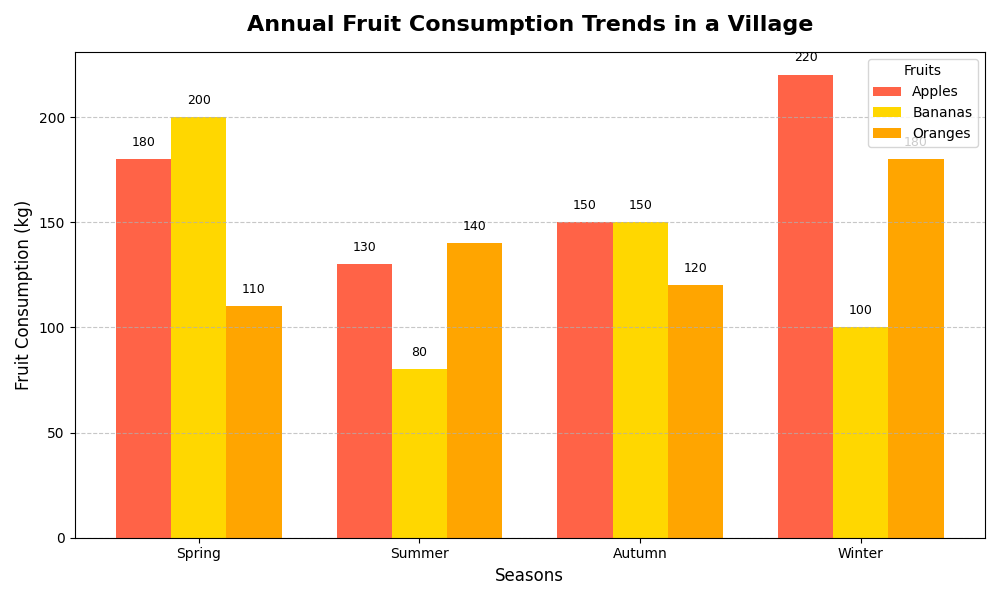 Annual Fruit Consumption Trends in a Village
Fruit Consumption (kg)
200
150
100
50
0
180
200
110
130
80
140
150
150
120
220
100
180
Fruits
Apples
Bananas
Oranges
Spring
Summer
Autumn
Winter
Seasons